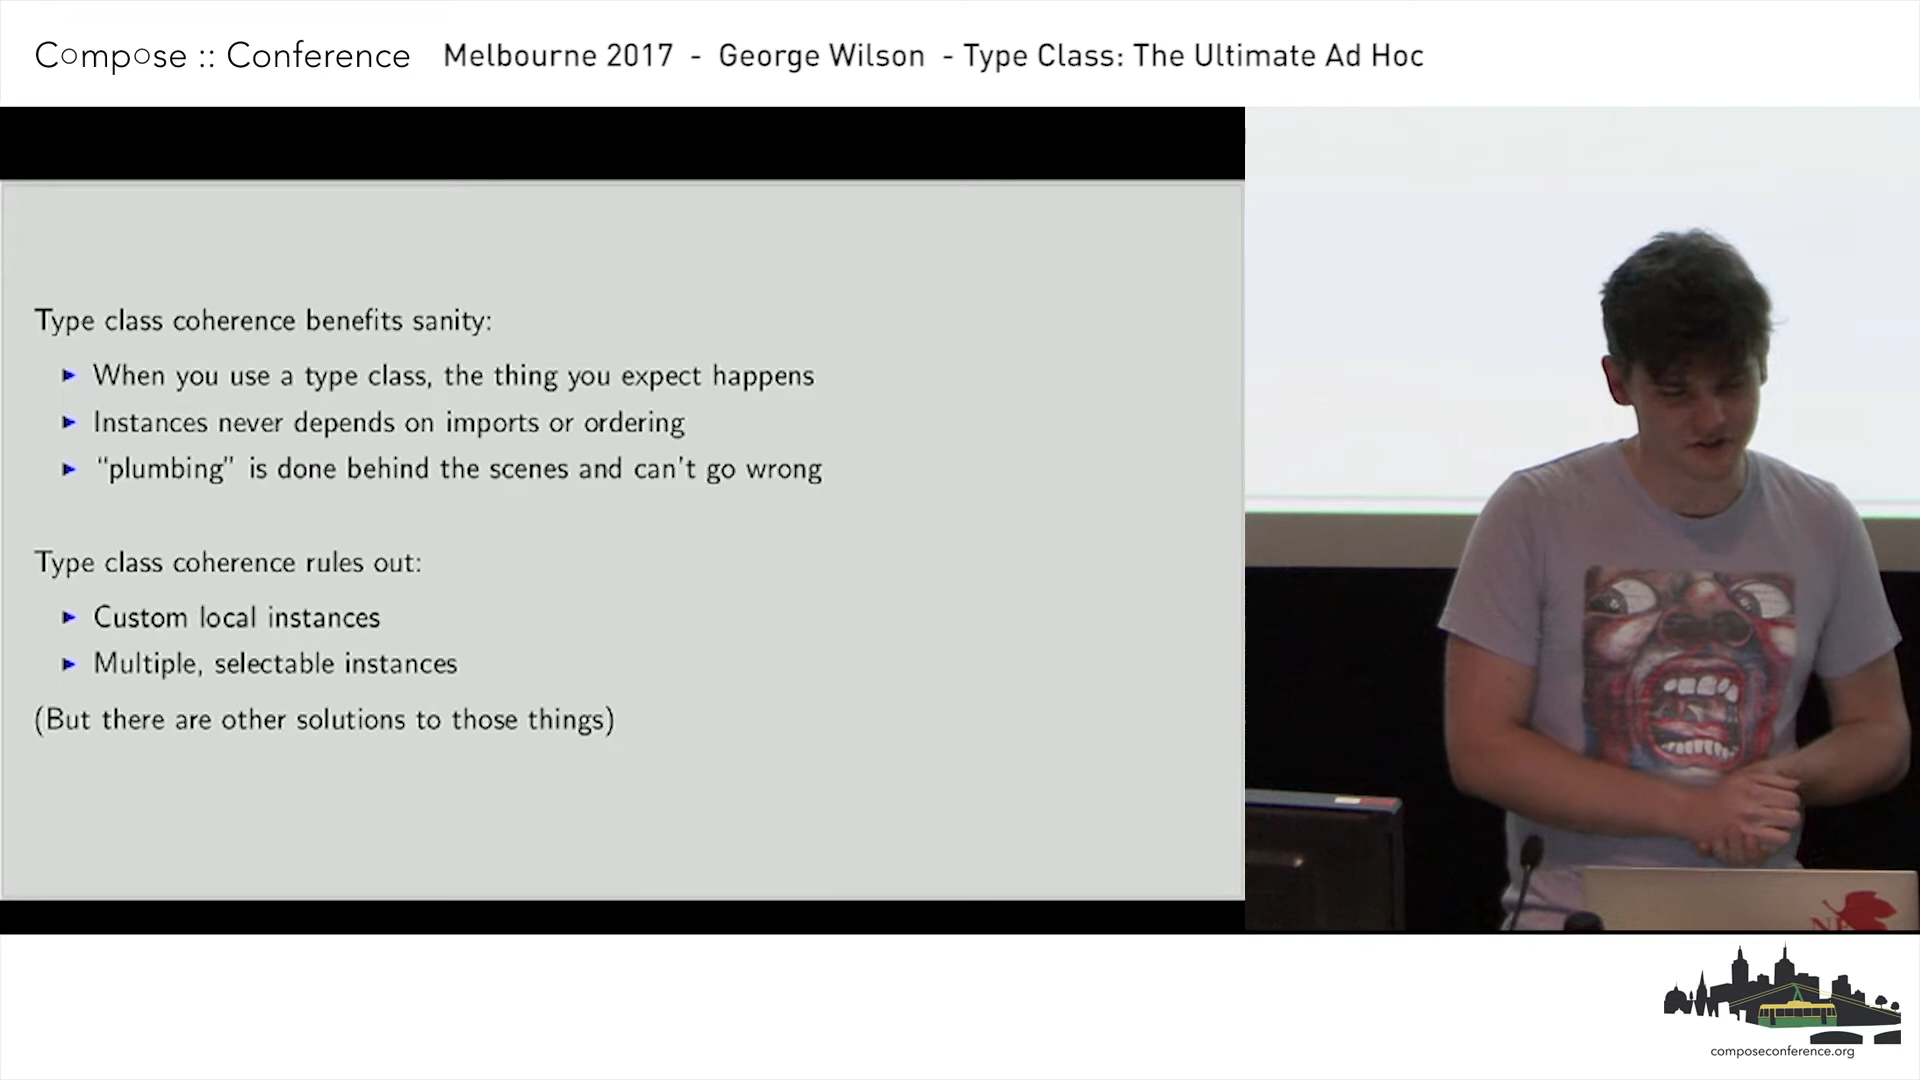 Compose :: Conference Melbourne 2017 - George Wilson - Type Class: The Ultimate Ad Hoc
Type class coherence benefits sanity:
When you use a type class, the thing you expect happens
Instances never depends on imports or ordering
“plumbing” is done behind the scenes and can't go wrong
Type class coherence rules out:
Custom local instances
Multiple, selectable instances
(But there are other solutions to those things)
composeconference.org